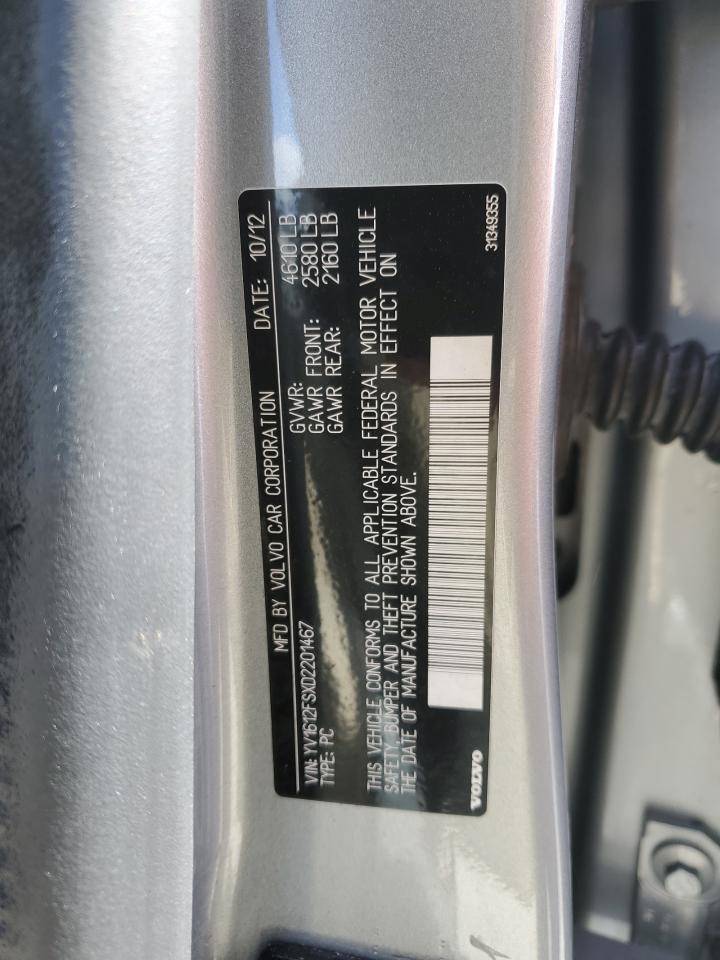 MFD BY VOLVO CAR CORPORATION DATE: 10/12
GVWR: 4610 LB
GAWR FRONT: 2580 LB
GAWR REAR: 2160 LB
VIN: YV1612FSXD2201467
TYPE: PC
THIS VEHICLE CONFORMS TO ALL APPLICABLE FEDERAL MOTOR VEHICLE
SAFETY, BUMPER AND THEFT PREVENTION STANDARDS IN EFFECT ON
THE DATE OF MANUFACTURE SHOWN ABOVE.
VOLVO
31349355